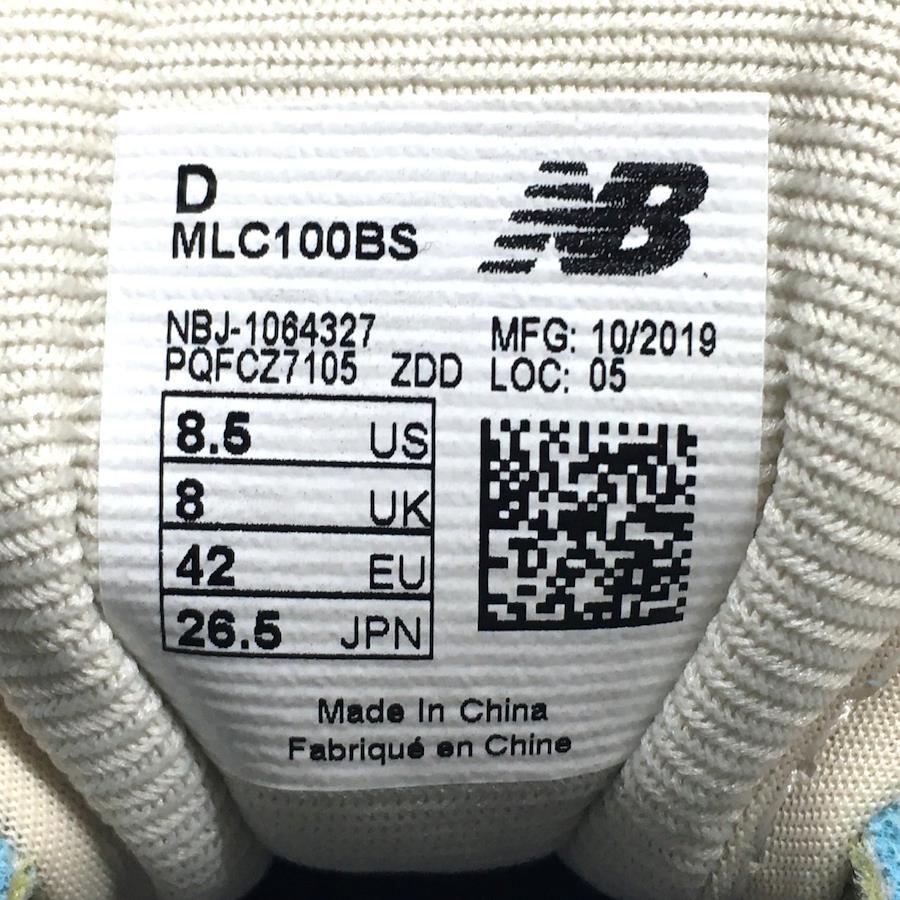 D
MLC100BS
NB
NBJ-1064327
PQFCZ7105 ZDD
MFG: 10/2019
LOC: 05
8.5 US
8 UK
42 EU
26.5 JPN
Made In China
Fabriqué en Chine